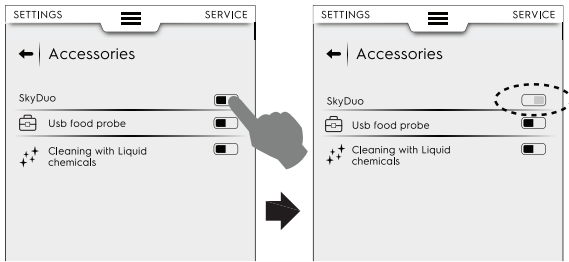 SETTINGS SERVICE
Accessories
SkyDuo
Usb food probe
Cleaning with Liquid
chemicals
SETTINGS SERVICE
Accessories
SkyDuo
Usb food probe
Cleaning with Liquid
chemicals